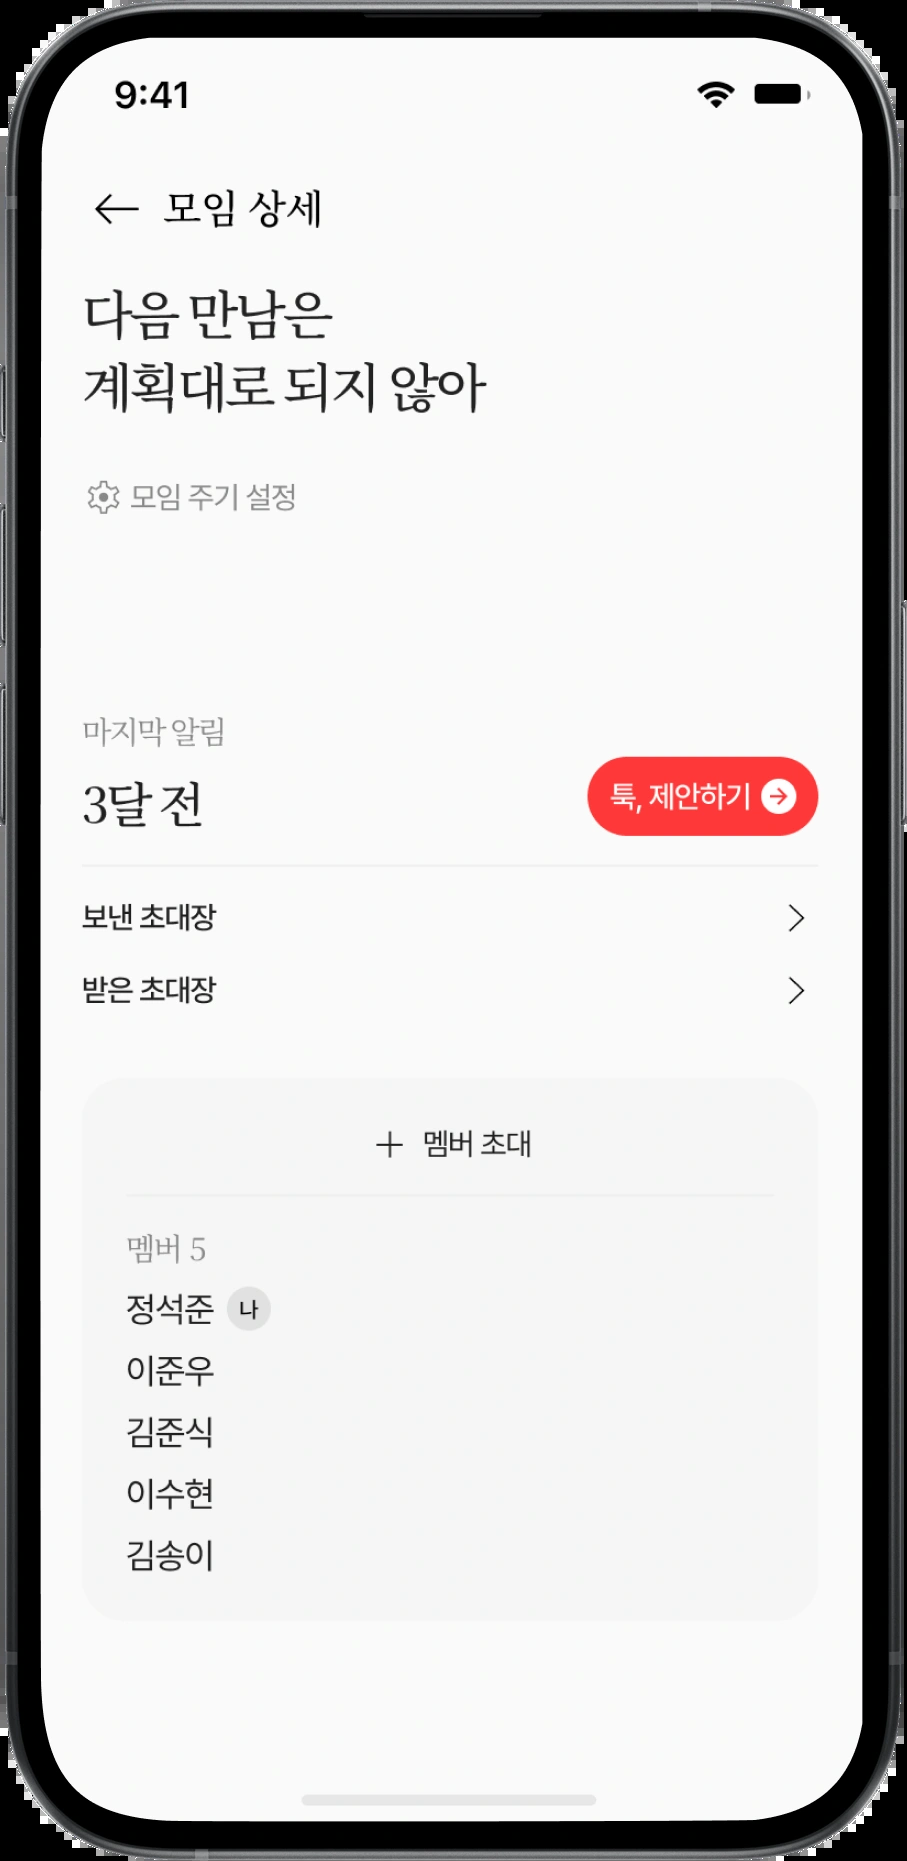 9:41
모임 상세
다음 만남은
계획대로 되지 않아
모임 주기 설정
마지막 알림
3달 전
툭, 제안하기
보낸 초대장
받은 초대장
멤버 초대
멤버 5
정석준 나
이준우
김준식
이수현
김송이